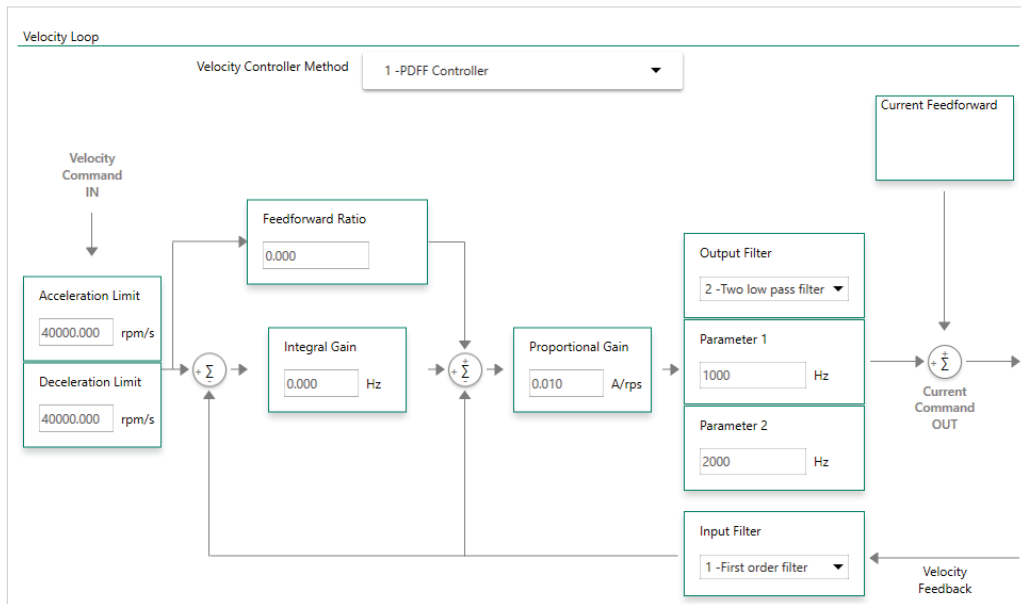 Velocity Loop
Velocity Controller Method
1 -PDFF Controller
Current Feedforward
Velocity
Command
IN
Feedforward Ratio
0.000
Output Filter
2 -Two low pass filter
Acceleration Limit
40000.000 rpm/s
Integral Gain
0.000 Hz
Proportional Gain
0.010 A/rps
Parameter 1
1000 Hz
+ Σ -
+ + Σ -
+ + Σ
Deceleration Limit
40000.000 rpm/s
Current
Command
OUT
Parameter 2
2000 Hz
Input Filter
1 -First order filter
Velocity
Feedback